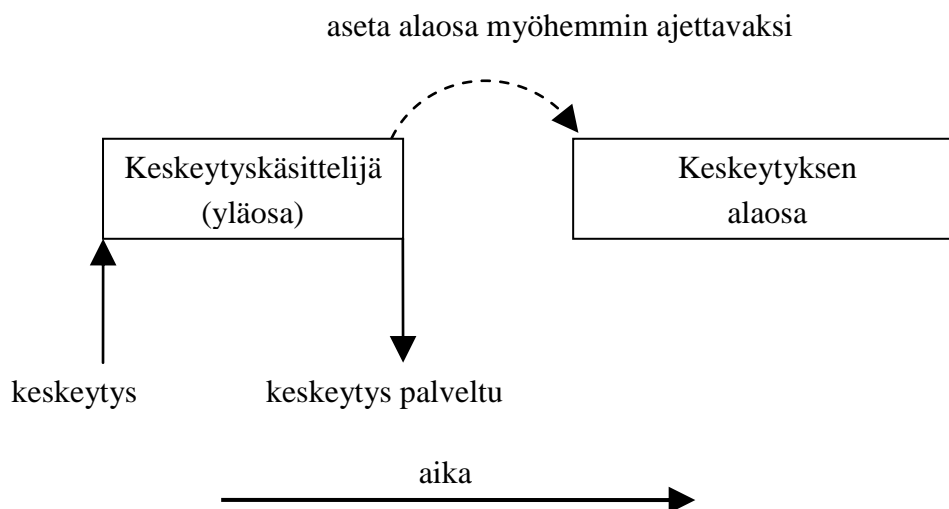 aseta alaosa myöhemmin ajettavaksi
Keskeytyskäsittelijä
(yläosa)
Keskeytyksen
alaosa
keskeytys
keskeytys palveltu
aika